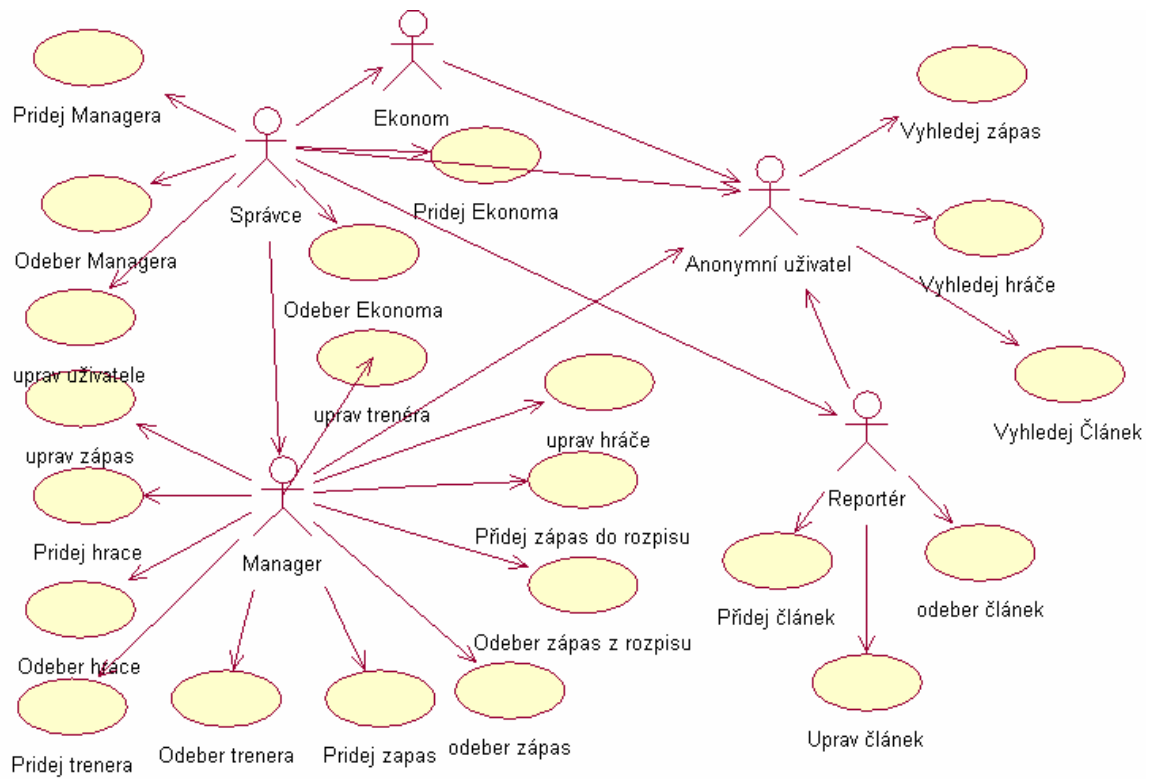 Pridej Managera
Ekonom
Vyhledej zápas
Správce
Pridej Ekonoma
Odeber Managera
Anonymní uživatel
Vyhledej hráče
Odeber Ekonoma
uprav uživatele
uprav trenéra
uprav hráče
Vyhledej Článek
uprav zápas
Reportér
Přidej zápas do rozpisu
Pridej hrace
Manager
Přidej článek
odeber článek
Odeber zápas z rozpisu
Odeber hrace
Uprav článek
odeber zápas
Odeber trenera
Pridej zapas
Pridej trenera